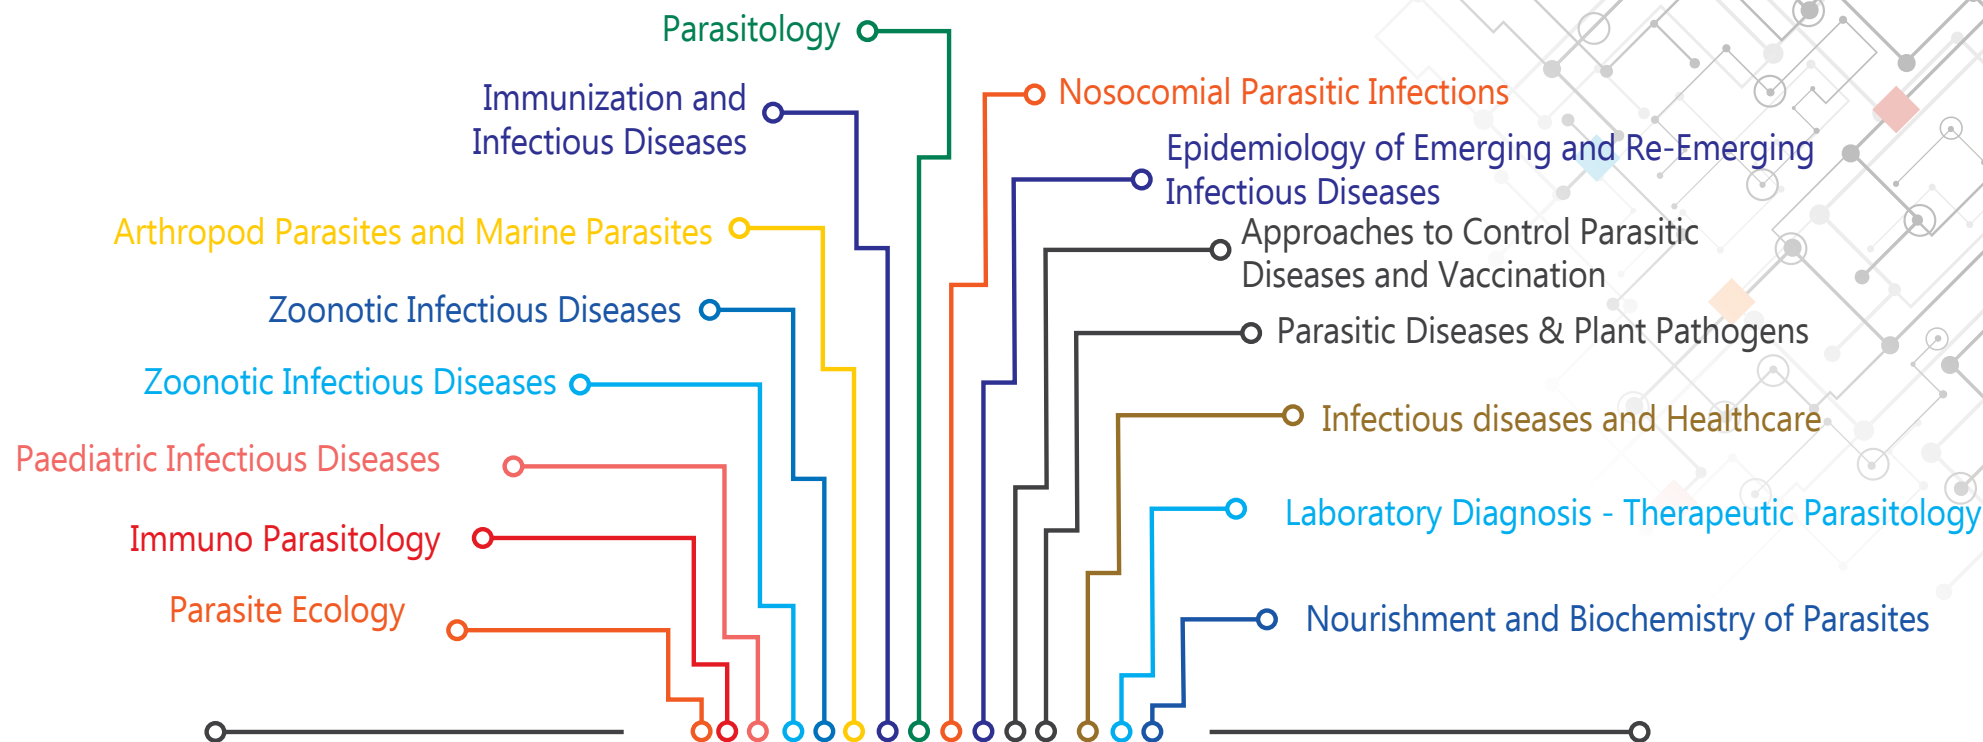 Parasitology
Immunization and
Infectious Diseases
Arthropod Parasites and Marine Parasites
Zoonotic Infectious Diseases
Zoonotic Infectious Diseases
Paediatric Infectious Diseases
Immuno Parasitology
Parasite Ecology
Nosocomial Parasitic Infections
Epidemiology of Emerging and Re-Emerging
Infectious Diseases
Approaches to Control Parasitic
Diseases and Vaccination
Parasitic Diseases & Plant Pathogens
Infectious diseases and Healthcare
Laboratory Diagnosis - Therapeutic Parasitology
Nourishment and Biochemistry of Parasites